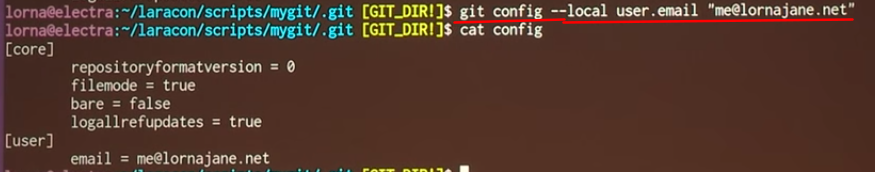 lorna@electra:~/laracon/scripts/mygit/.git [GIT_DIR!]$ git config --local user.email "me@lornajane.net"
lorna@electra:~/laracon/scripts/mygit/.git [GIT_DIR!]$ cat config
[core]
repositoryformatversion = 0
filemode = true
bare = false
logallrefupdates = true
[user]
email = me@lornajane.net
lorna@electra:~/laracon/scripts/mygit/.git [GIT_DIR!]$